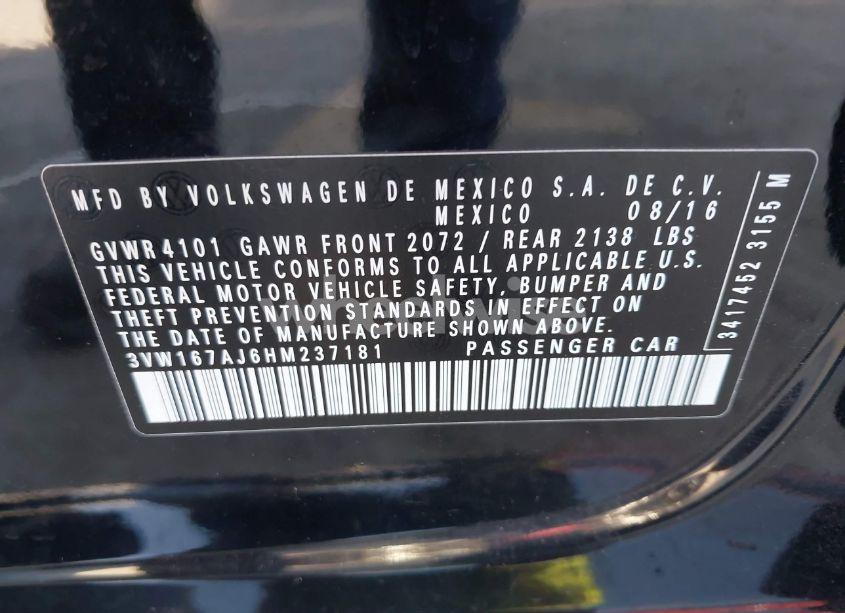 MFD BY VOLKSWAGEN DE MEXICO S.A. DE C.V.
MEXICO 08/16
GVWR4101 GAWR FRONT 2072 / REAR 2138 LBS
THIS VEHICLE CONFORMS TO ALL APPLICABLE U.S.
FEDERAL MOTOR VEHICLE SAFETY, BUMPER AND
THEFT PREVENTION STANDARDS IN EFFECT ON
THE DATE OF MANUFACTURE SHOWN ABOVE.
3VW167AJ6HM237181 PASSENGER CAR
3417452 3155 M